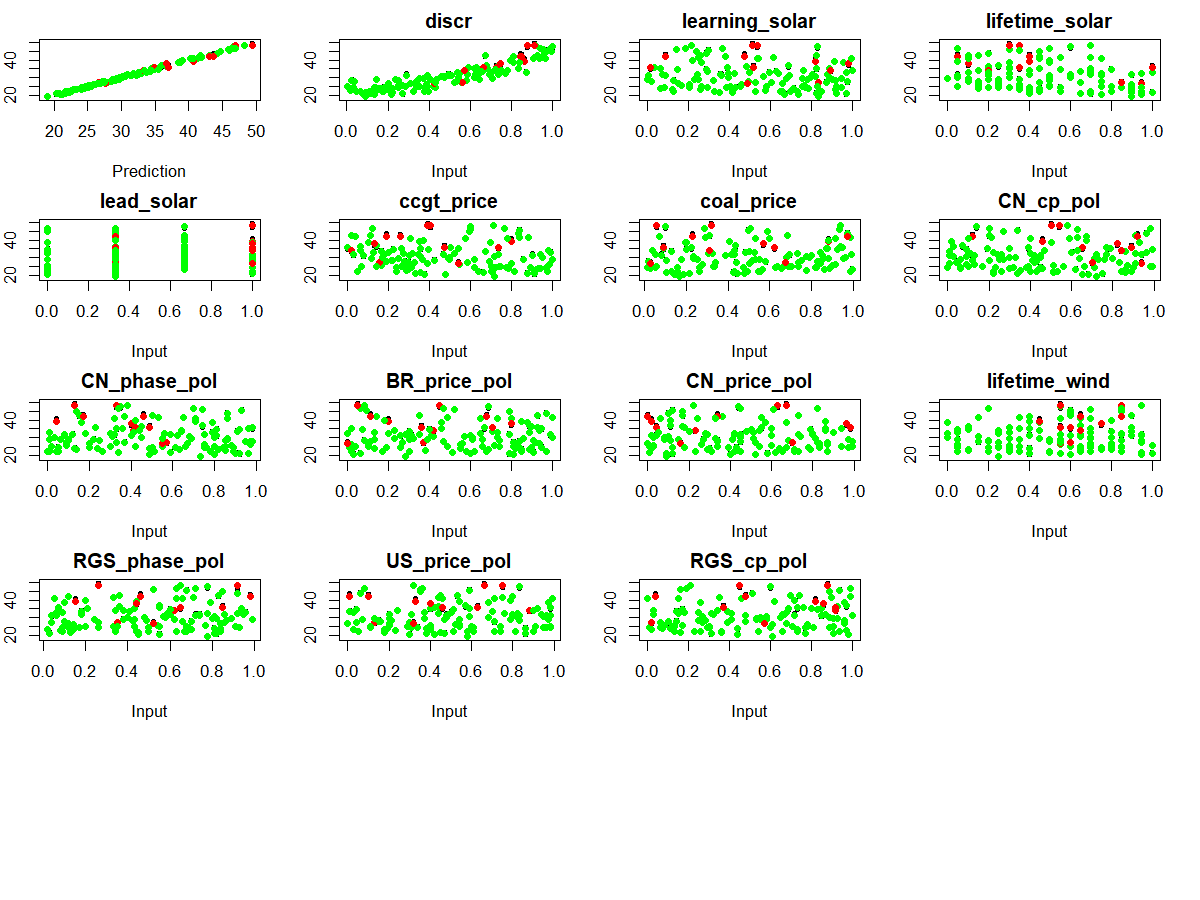 discr learning_solar lifetime_solar
20 40 20 40 20 40 20 40
20 25 30 35 40 45 50 0.0 0.2 0.4 0.6 0.8 1.0 0.0 0.2 0.4 0.6 0.8 1.0 0.0 0.2 0.4 0.6 0.8 1.0
Prediction Input Input Input
lead_solar ccgt_price coal_price CN_cp_pol
20 40 20 40 20 40 20 40
0.0 0.2 0.4 0.6 0.8 1.0 0.0 0.2 0.4 0.6 0.8 1.0 0.0 0.2 0.4 0.6 0.8 1.0 0.0 0.2 0.4 0.6 0.8 1.0
Input Input Input Input
CN_phase_pol BR_price_pol CN_price_pol lifetime_wind
20 40 20 40 20 40 20 40
0.0 0.2 0.4 0.6 0.8 1.0 0.0 0.2 0.4 0.6 0.8 1.0 0.0 0.2 0.4 0.6 0.8 1.0 0.0 0.2 0.4 0.6 0.8 1.0
Input Input Input Input
RGS_phase_pol US_price_pol RGS_cp_pol
20 40 20 40 20 40
0.0 0.2 0.4 0.6 0.8 1.0 0.0 0.2 0.4 0.6 0.8 1.0 0.0 0.2 0.4 0.6 0.8 1.0
Input Input Input